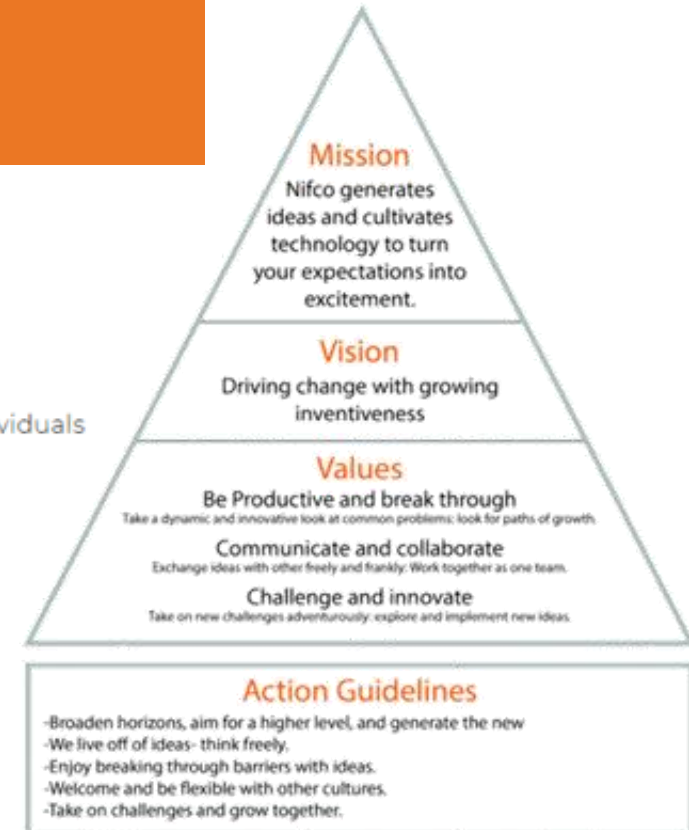 Mission
Nifco generates
ideas and cultivates
technology to turn
your expectations into
excitement.
Vision
Driving change with growing
inventiveness
viduals
Values
Be Productive and break through
Take a dynamic and innovative look at common problems: look for paths of growth.
Communicate and collaborate
Exchange ideas with other freely and frankly: Work together as one team.
Challenge and innovate
Take on new challenges adventurously: explore and implement new ideas.
Action Guidelines
-Broaden horizons, aim for a higher level, and generate the new
-We live off of ideas- think freely.
-Enjoy breaking through barriers with ideas.
-Welcome and be flexible with other cultures.
-Take on challenges and grow together.